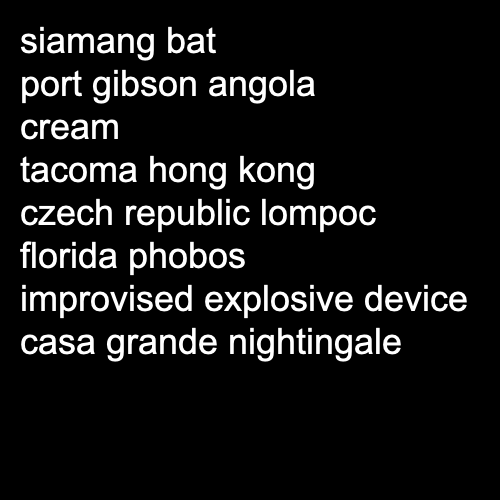 siamang bat
port gibson angola
cream
tacoma hong kong
czech republic lompoc
florida phobos
improvised explosive device
casa grande nightingale